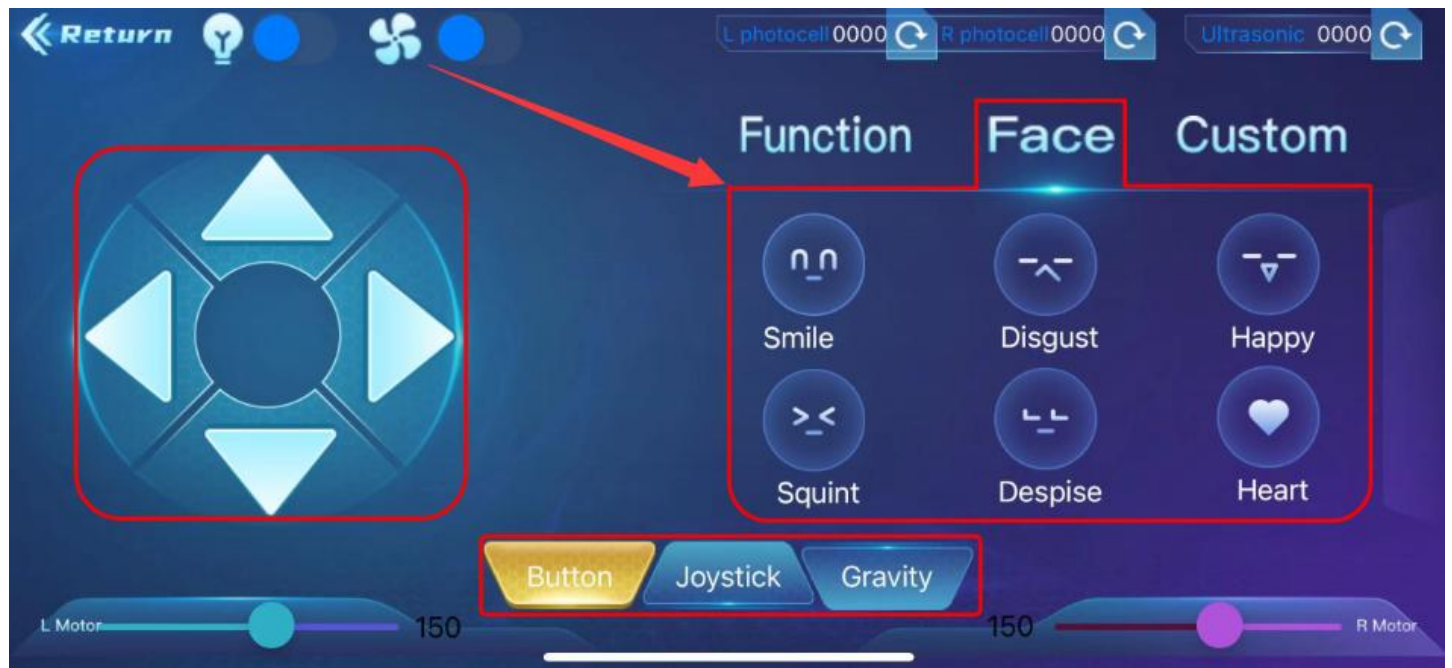 Return
L photocell 0000
R photocell 0000
Ultrasonic 0000
Function
Face
Custom
Smile
Disgust
Happy
Squint
Despise
Heart
Button
Joystick
Gravity
L Motor
150
150
R Motor